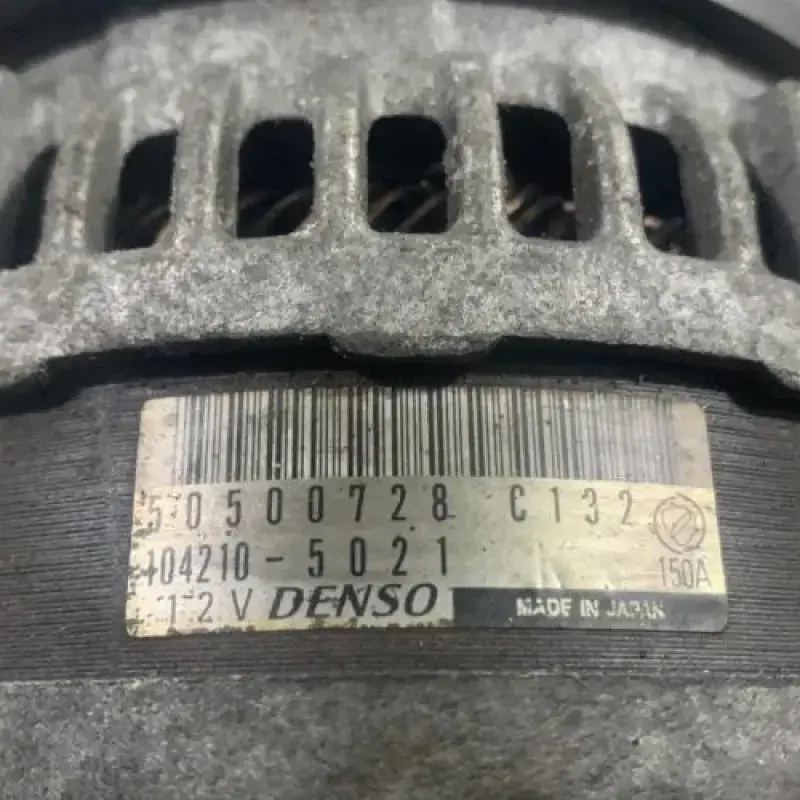 50500728 C132
104210-5021 150A
12V DENSO MADE IN JAPAN